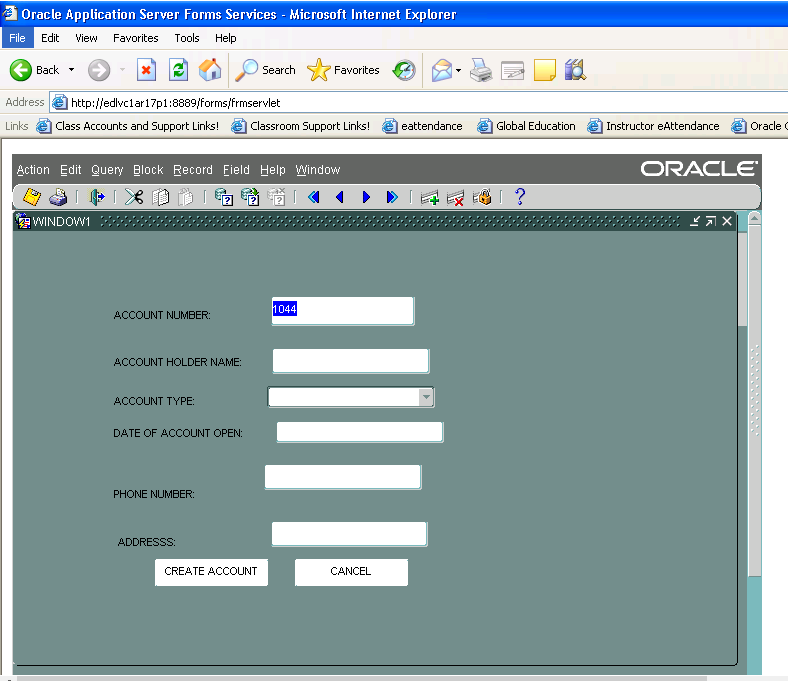 Oracle Application Server Forms Services - Microsoft Internet Explorer
File Edit View Favorites Tools Help
Back Search Favorites
Address http://edlvc1ar17p1:8889/forms/frmservlet
Links Class Accounts and Support Links! Classroom Support Links! eattendance Global Education Instructor eAttendance Oracle
Action Edit Query Block Record Field Help Window ORACLE
WINDOW1
ACCOUNT NUMBER: 1044
ACCOUNT HOLDER NAME:
ACCOUNT TYPE:
DATE OF ACCOUNT OPEN:
PHONE NUMBER:
ADDRESSS:
CREATE ACCOUNT CANCEL